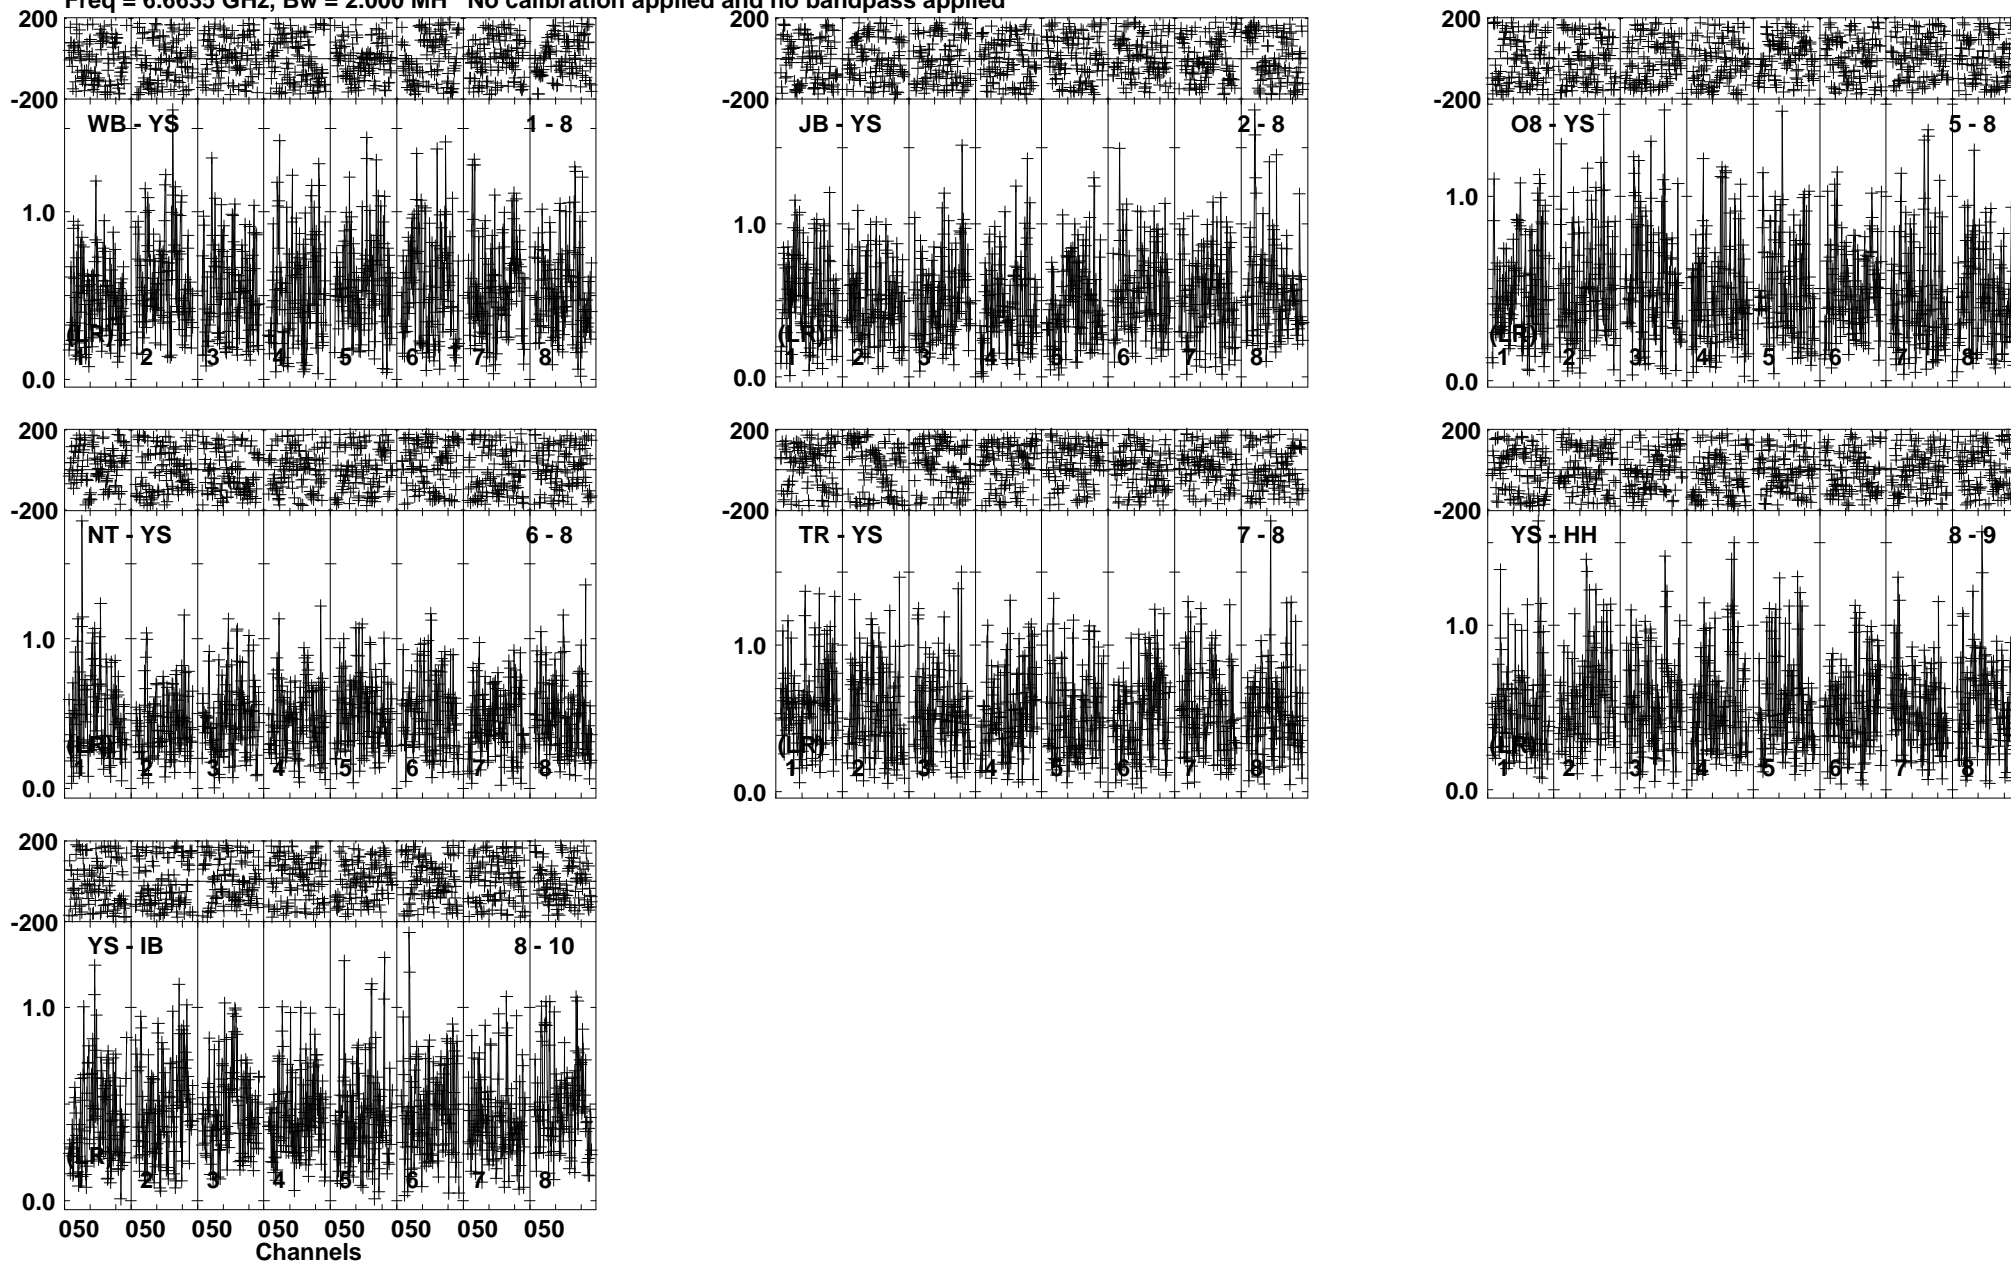 Freq = 6.6635 GHz, Bw = 2.000 MH No calibration applied and no bandpass applied
200
-200
WB - YS 1 - 8
1.0
(LR)
1 2 3 4 5 6 7 8
0.0
200
-200
JB - YS 2 - 8
1.0
(LR)
1 2 3 4 5 6 7 8
0.0
200
-200
O8 - YS 5 - 8
1.0
(LR)
1 2 3 4 5 6 7 8
0.0
200
-200
NT - YS 6 - 8
1.0
(LR)
1 2 3 4 5 6 7 8
0.0
200
-200
TR - YS 7 - 8
1.0
(LR)
1 2 3 4 5 6 7 8
0.0
200
-200
YS - HH 8 - 9
1.0
(LR)
1 2 3 4 5 6 7 8
0.0
200
-200
YS - IB 8 - 10
1.0
(LR)
1 2 3 4 5 6 7 8
0.0
050 050 050 050 050 050 050 050
Channels